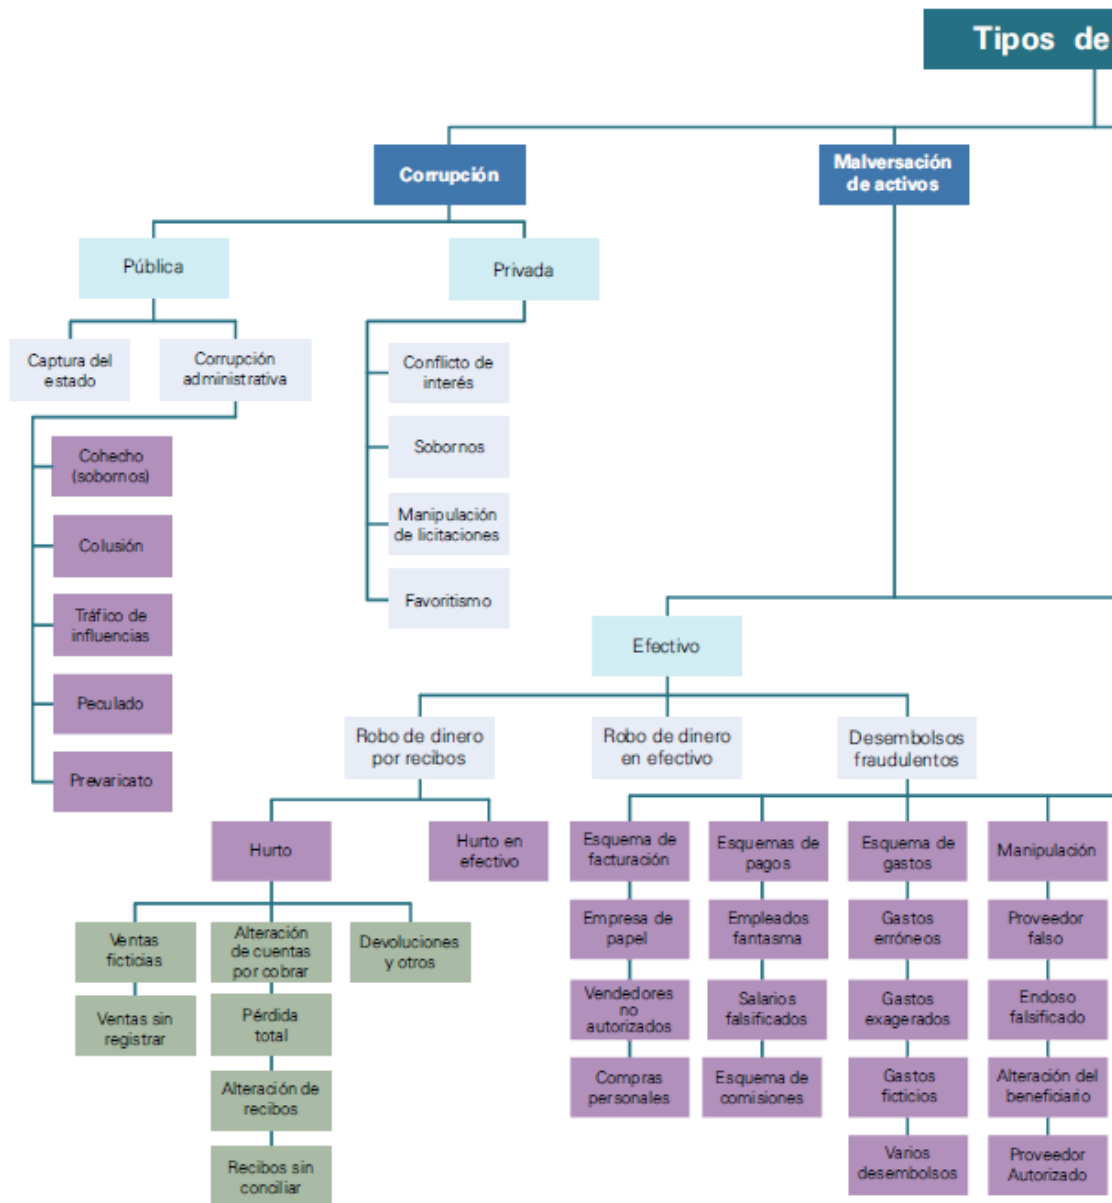 Tipos de
Corrupción
Malversación
de activos
Pública
Privada
Captura del
estado
Corrupción
administrativa
Conflicto de
interés
Cohecho
(sobornos)
Sobornos
Colusión
Manipulación
de licitaciones
Tráfico de
influencias
Favoritismo
Peculado
Prevaricato
Efectivo
Robo de dinero
por recibos
Robo de dinero
en efectivo
Desembolsos
fraudulentos
Hurto
Hurto en
efectivo
Esquema de
facturación
Esquemas de
pagos
Esquema de
gastos
Manipulación
Ventas
ficticias
Alteración
de cuentas
por cobrar
Devoluciones
y otros
Empresa de
papel
Empleados
fantasma
Gastos
erróneos
Proveedor
falso
Ventas sin
registrar
Pérdida
total
Vendedores
no
autorizados
Salarios
falsificados
Gastos
exagerados
Endoso
falsificado
Alteración de
recibos
Compras
personales
Esquema de
comisiones
Gastos
ficticios
Alteración del
beneficiario
Recibos sin
conciliar
Varios
desembolsos
Proveedor
Autorizado